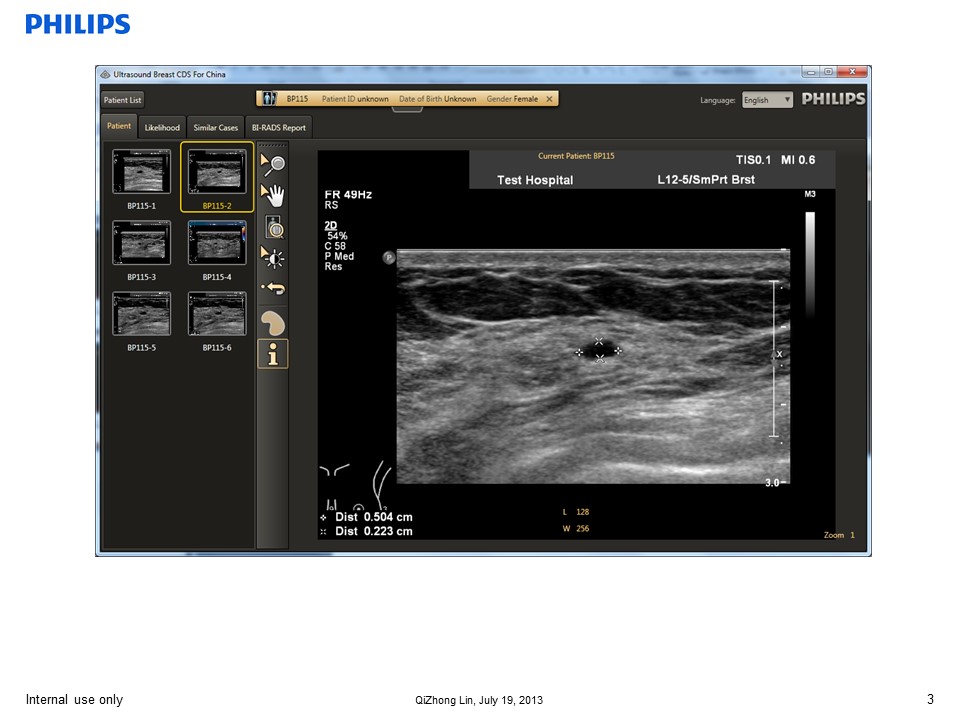 PHILIPS
Ultrasound Breast CDS For China
Patient List
BP115 Patient ID unknown Date of Birth Unknown Gender Female
Language: English PHILIPS
Patient Likelihood Similar Cases BI-RADS Report
BP115-1 BP115-2
BP115-3 BP115-4
BP115-5 BP115-6
Current Patient: BP115
TIS0.1 MI 0.6
Test Hospital L12-5/SmPrt Brst
M3
FR 49Hz
RS
2D
54%
C 58
P Med
Res
P
X
3.0
Dist 0.504 cm
Dist 0.223 cm
L 128
W 256
Zoom 1
Internal use only QiZhong Lin, July 19, 2013 3